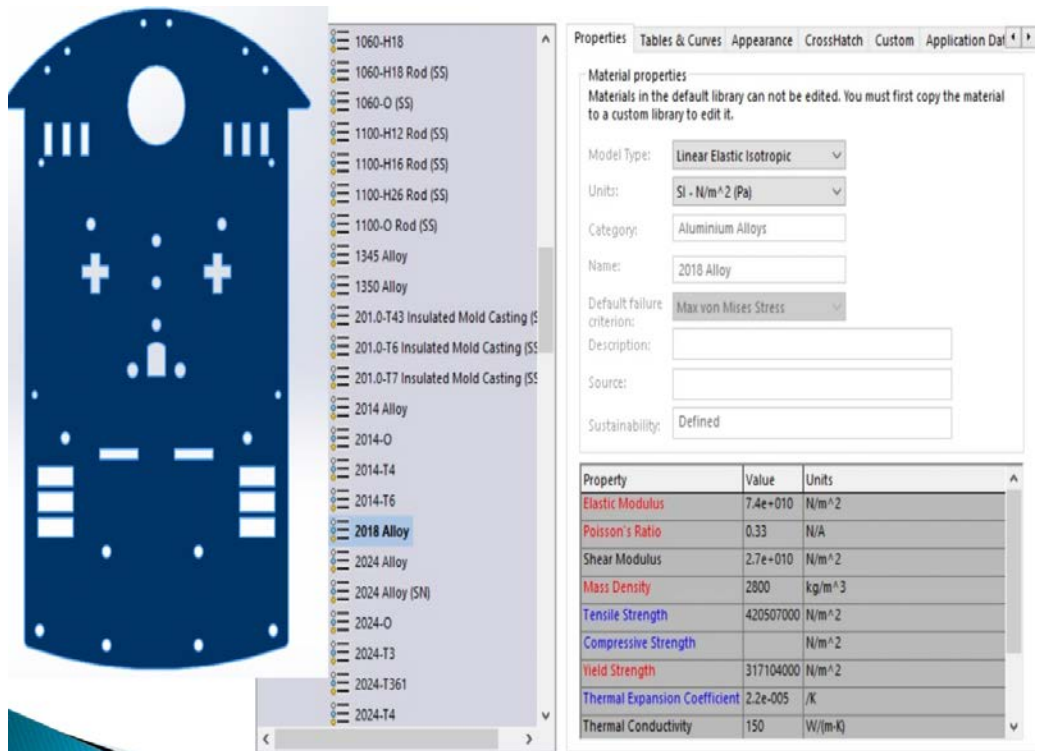 1060-H18
1060-H18 Rod (SS)
1060-O (SS)
1100-H12 Rod (SS)
1100-H16 Rod (SS)
1100-H26 Rod (SS)
1100-O Rod (SS)
1345 Alloy
1350 Alloy
201.0-T43 Insulated Mold Casting (S
201.0-T6 Insulated Mold Casting (SS
201.0-T7 Insulated Mold Casting (SS
2014 Alloy
2014-O
2014-T4
2014-T6
2018 Alloy
2024 Alloy
2024 Alloy (SN)
2024-O
2024-T3
2024-T361
2024-T4
Properties Tables & Curves Appearance CrossHatch Custom Application Dat
Material properties
Materials in the default library can not be edited. You must first copy the material
to a custom library to edit it.
Model Type: Linear Elastic Isotropic
Units: SI - N/m^2 (Pa)
Category: Aluminium Alloys
Name: 2018 Alloy
Default failure criterion: Max von Mises Stress
Description:
Source:
Sustainability: Defined
Property Value Units
Elastic Modulus 7.4e+010 N/m^2
Poisson's Ratio 0.33 N/A
Shear Modulus 2.7e+010 N/m^2
Mass Density 2800 kg/m^3
Tensile Strength 420507000 N/m^2
Compressive Strength N/m^2
Yield Strength 317104000 N/m^2
Thermal Expansion Coefficient 2.2e-005 /K
Thermal Conductivity 150 W/(m·K)